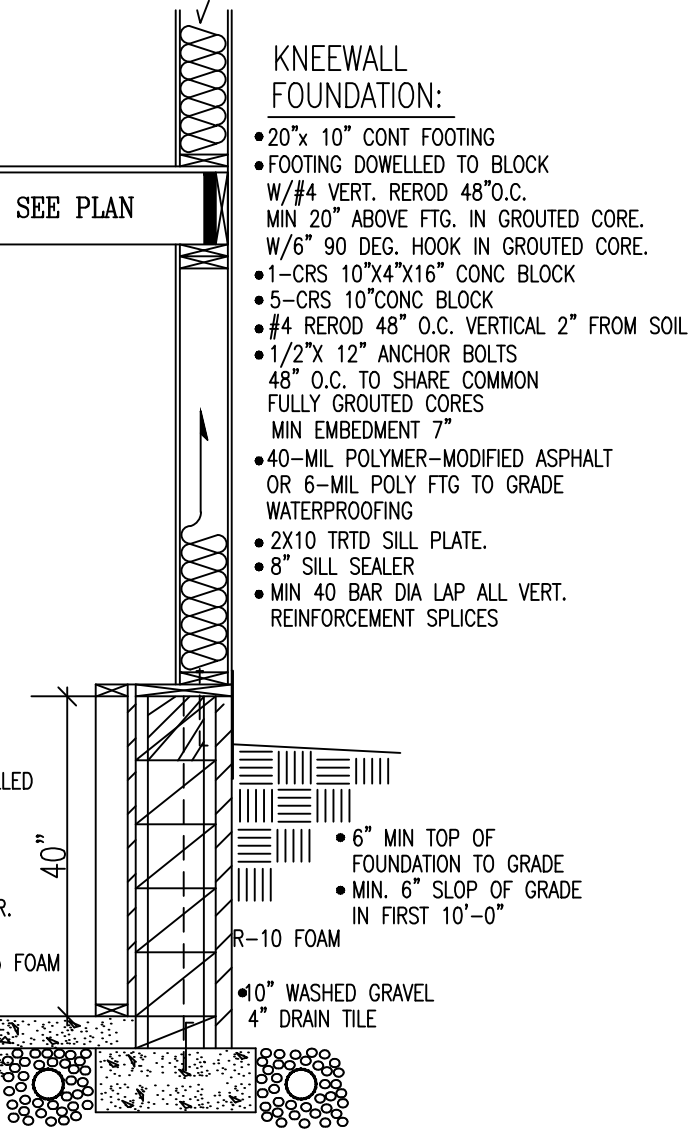 KNEEWALL
FOUNDATION:
•20"x 10" CONT FOOTING
•FOOTING DOWELLED TO BLOCK
W/#4 VERT. REROD 48"O.C.
MIN 20" ABOVE FTG. IN GROUTED CORE.
W/6" 90 DEG. HOOK IN GROUTED CORE.
•1-CRS 10"X4"X16" CONC BLOCK
•5-CRS 10"CONC BLOCK
•#4 REROD 48" O.C. VERTICAL 2" FROM SOIL
•1/2"X 12" ANCHOR BOLTS
48" O.C. TO SHARE COMMON
FULLY GROUTED CORES
MIN EMBEDMENT 7"
•40-MIL POLYMER-MODIFIED ASPHALT
OR 6-MIL POLY FTG TO GRADE
WATERPROOFING
•2X10 TRTD SILL PLATE.
•8" SILL SEALER
•MIN 40 BAR DIA LAP ALL VERT.
REINFORCEMENT SPLICES
SEE PLAN
LED
40"
R.
FOAM
•6" MIN TOP OF
FOUNDATION TO GRADE
•MIN. 6" SLOP OF GRADE
IN FIRST 10'-0"
R-10 FOAM
•10" WASHED GRAVEL
4" DRAIN TILE